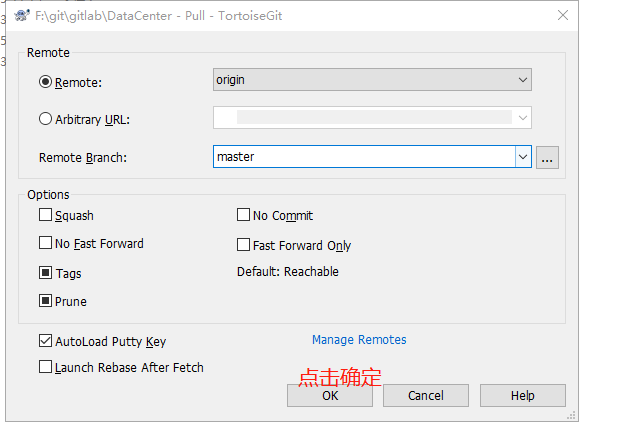 F:\git\gitlab\DataCenter - Pull - TortoiseGit
Remote
Remote:
origin
Arbitrary URL:
Remote Branch:
master
...
Options
Squash
No Commit
No Fast Forward
Fast Forward Only
Tags
Default: Reachable
Prune
AutoLoad Putty Key
Manage Remotes
Launch Rebase After Fetch
点击确定
OK
Cancel
Help